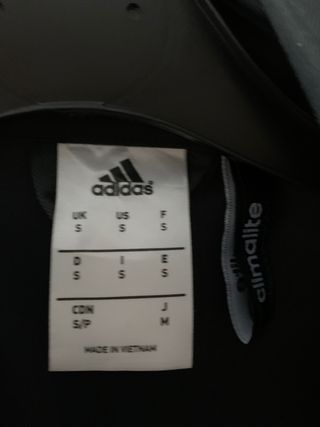 adidas
UK US F
S S S
D I E
S S S
CDN J
S/P M
MADE IN VIETNAM
climalite